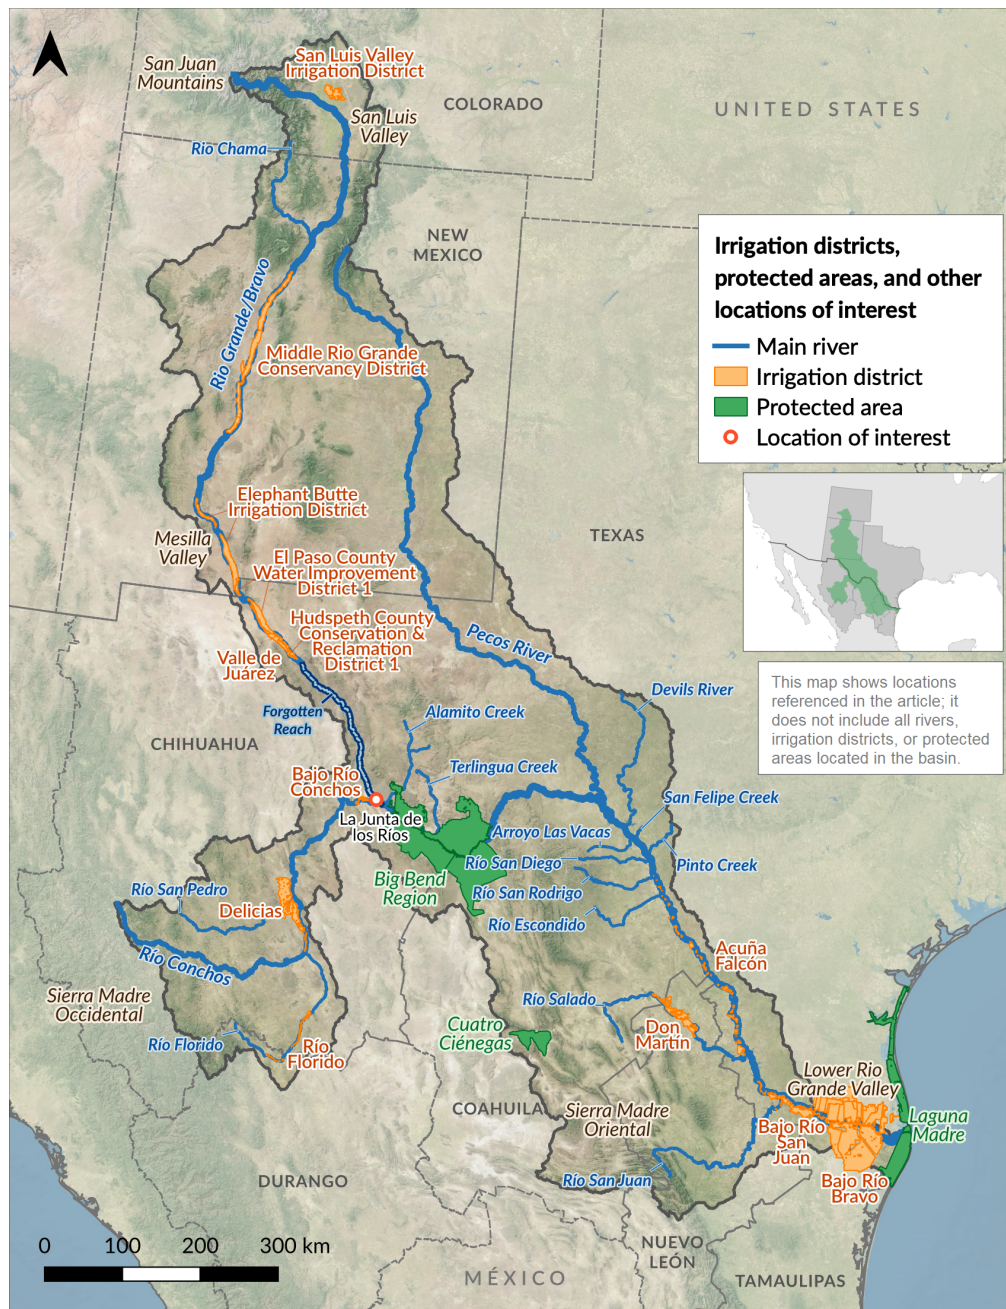 San Juan
Mountains
San Luis Valley
Irrigation District
San Luis
Valley
COLORADO
UNITED STATES
Rio Chama
NEW
MEXICO
Irrigation districts,
protected areas, and other
locations of interest
Main river
Irrigation district
Protected area
Location of interest
Rio Grande/Bravo
Middle Rio Grande
Conservancy District
Elephant Butte
Irrigation District
Mesilla
Valley
TEXAS
El Paso County
Water Improvement
District 1
Hudspeth County
Conservation &
Reclamation
District 1
Valle de
Juárez
Pecos River
This map shows locations
referenced in the article; it
does not include all rivers,
irrigation districts, or protected
areas located in the basin.
Devils River
Forgotten
Reach
Alamito Creek
CHIHUAHUA
Terlingua Creek
Bajo Río
Conchos
La Junta de
los Ríos
San Felipe Creek
Arroyo Las Vacas
Río San Diego
Pinto Creek
Big Bend
Region
Río San Rodrigo
Río Escondido
Río San Pedro
Delicias
Río Conchos
Acuña
Falcón
Sierra Madre
Occidental
Río Salado
Don
Martín
Cuatro
Ciénegas
Río Florido
Río
Florido
Lower Rio
Grande Valley
COAHUILA
Sierra Madre
Oriental
Bajo Río
San
Juan
Laguna
Madre
Río San Juan
Bajo Río
Bravo
DURANGO
0 100 200 300 km
NUEVO
LEÓN
MÉXICO
TAMAULIPAS